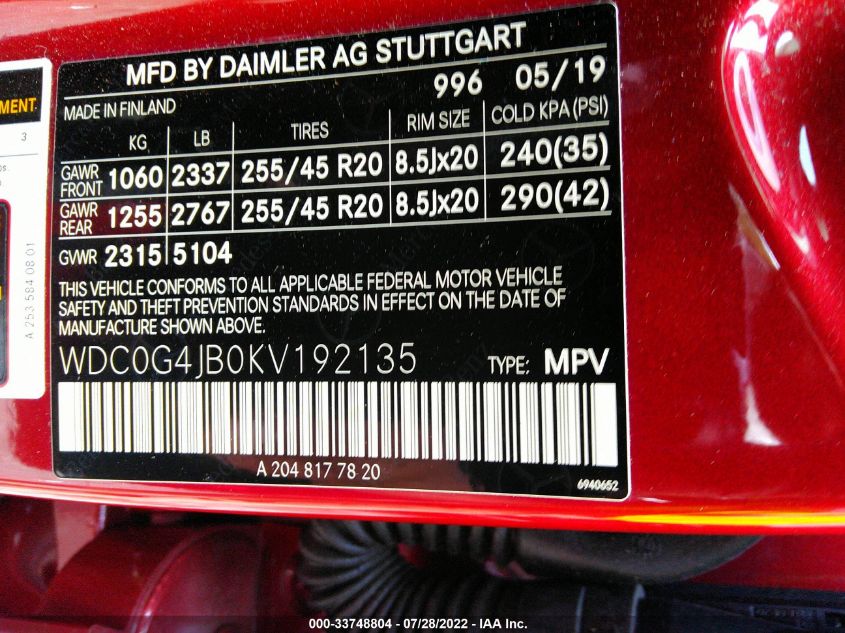 MFD BY DAIMLER AG STUTTGART
996 05/19
MADE IN FINLAND
KG LB TIRES RIM SIZE COLD KPA (PSI)
GAWR FRONT 1060 2337 255/45 R20 8.5Jx20 240(35)
GAWR REAR 1255 2767 255/45 R20 8.5Jx20 290(42)
GVWR 2315 5104
THIS VEHICLE CONFORMS TO ALL APPLICABLE FEDERAL MOTOR VEHICLE
SAFETY AND THEFT PREVENTION STANDARDS IN EFFECT ON THE DATE OF
MANUFACTURE SHOWN ABOVE.
WDC0G4JB0KV192135 TYPE: MPV
A 204 817 78 20
6940652
MENT
3
A 253 584 08 01
000-33748804 - 07/28/2022 - IAA Inc.